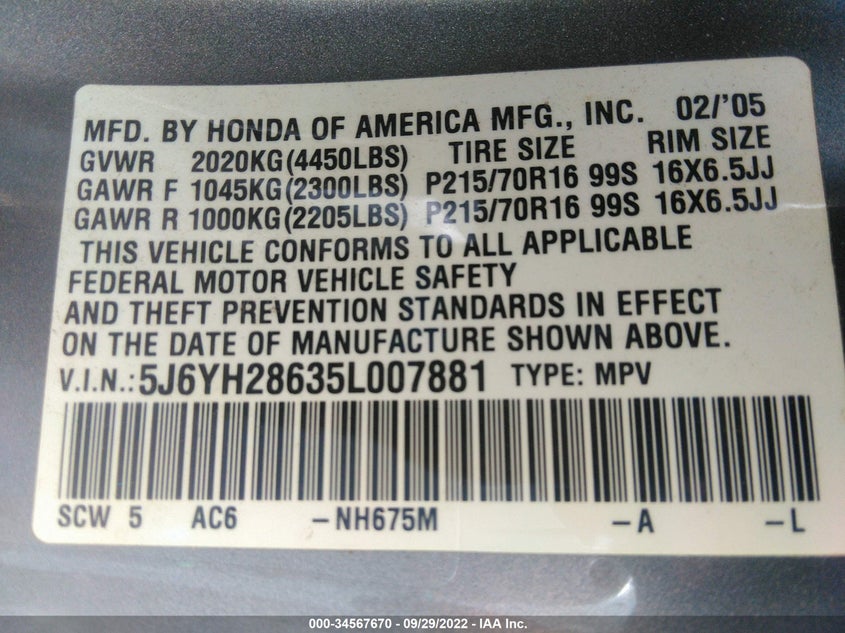 MFD. BY HONDA OF AMERICA MFG., INC. 02/'05
GVWR 2020KG(4450LBS) TIRE SIZE RIM SIZE
GAWR F 1045KG(2300LBS) P215/70R16 99S 16X6.5JJ
GAWR R 1000KG(2205LBS) P215/70R16 99S 16X6.5JJ
THIS VEHICLE CONFORMS TO ALL APPLICABLE
FEDERAL MOTOR VEHICLE SAFETY
AND THEFT PREVENTION STANDARDS IN EFFECT
ON THE DATE OF MANUFACTURE SHOWN ABOVE.
V.I.N.:5J6YH28635L007881 TYPE: MPV
SCW 5 AC6 -NH675M -A -L
000-34567670 - 09/29/2022 - IAA Inc.